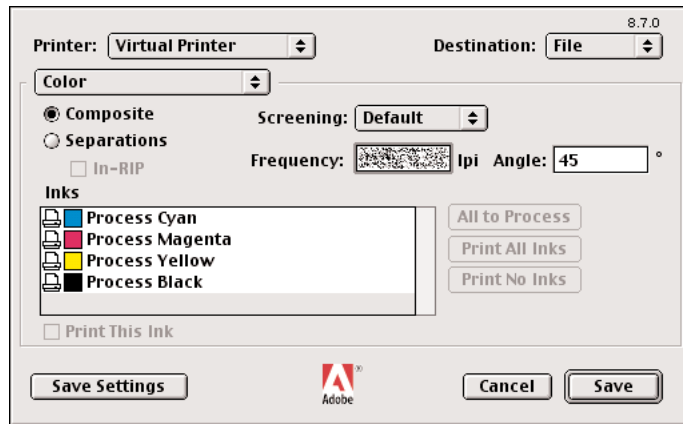 8.7.0
Printer: Virtual Printer Destination: File
Color
Composite Screening: Default
Separations
In-RIP Frequency: lpi Angle: 45 °
Inks
Process Cyan All to Process
Process Magenta
Process Yellow Print All Inks
Process Black Print No Inks
Print This Ink
Save Settings Adobe ® Cancel Save